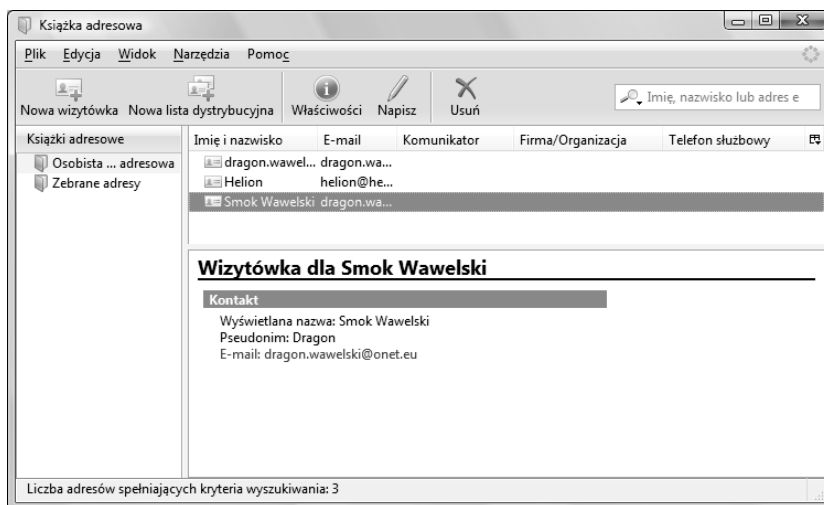 Książka adresowa
Plik Edycja Widok Narzędzia Pomoc
Nowa wizytówka Nowa lista dystrybucyjna Właściwości Napisz Usuń Imię, nazwisko lub adres e
Książki adresowe Imię i nazwisko E-mail Komunikator Firma/Organizacja Telefon służbowy
Osobista ... adresowa dragon.wawel... dragon.wa...
Zebrane adresy Helion helion@he...
Smok Wawelski dragon.wa...
Wizytówka dla Smok Wawelski
Kontakt
Wyświetlana nazwa: Smok Wawelski
Pseudonim: Dragon
E-mail: dragon.wawelski@onet.eu
Liczba adresów spełniających kryteria wyszukiwania: 3